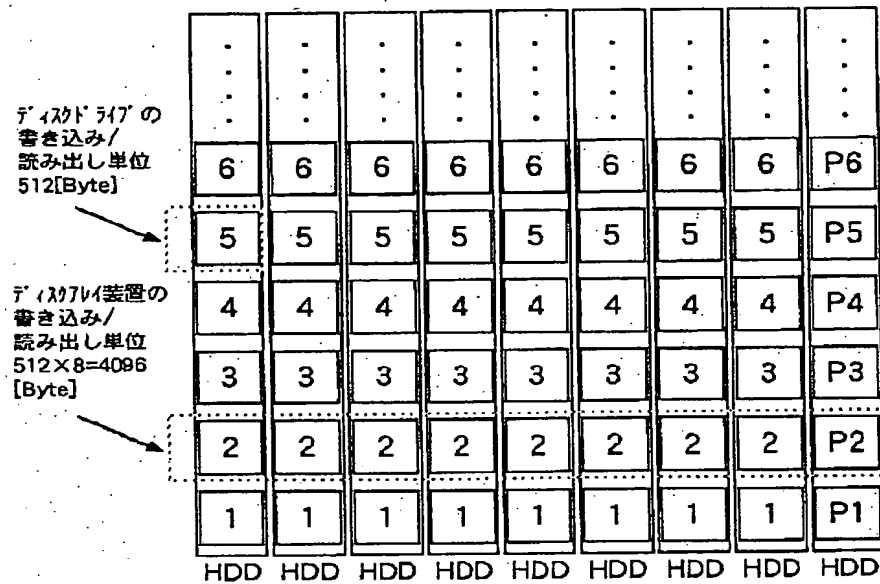 ディスクドライブの
書き込み/
読み出し単位
512[Byte]
6 6 6 6 6 6 6 6 P6
5 5 5 5 5 5 5 5 P5
ディスクアレイ装置の
書き込み/
読み出し単位
512×8=4096
[Byte]
4 4 4 4 4 4 4 4 P4
3 3 3 3 3 3 3 3 P3
2 2 2 2 2 2 2 2 P2
1 1 1 1 1 1 1 1 P1
HDD HDD HDD HDD HDD HDD HDD HDD HDD